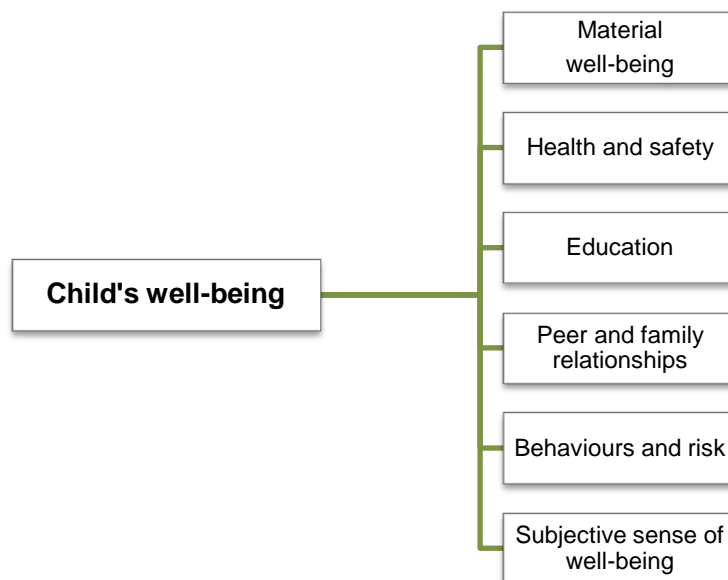 Material
well-being
Health and safety
Education
Child's well-being
Peer and family
relationships
Behaviours and risk
Subjective sense of
well-being